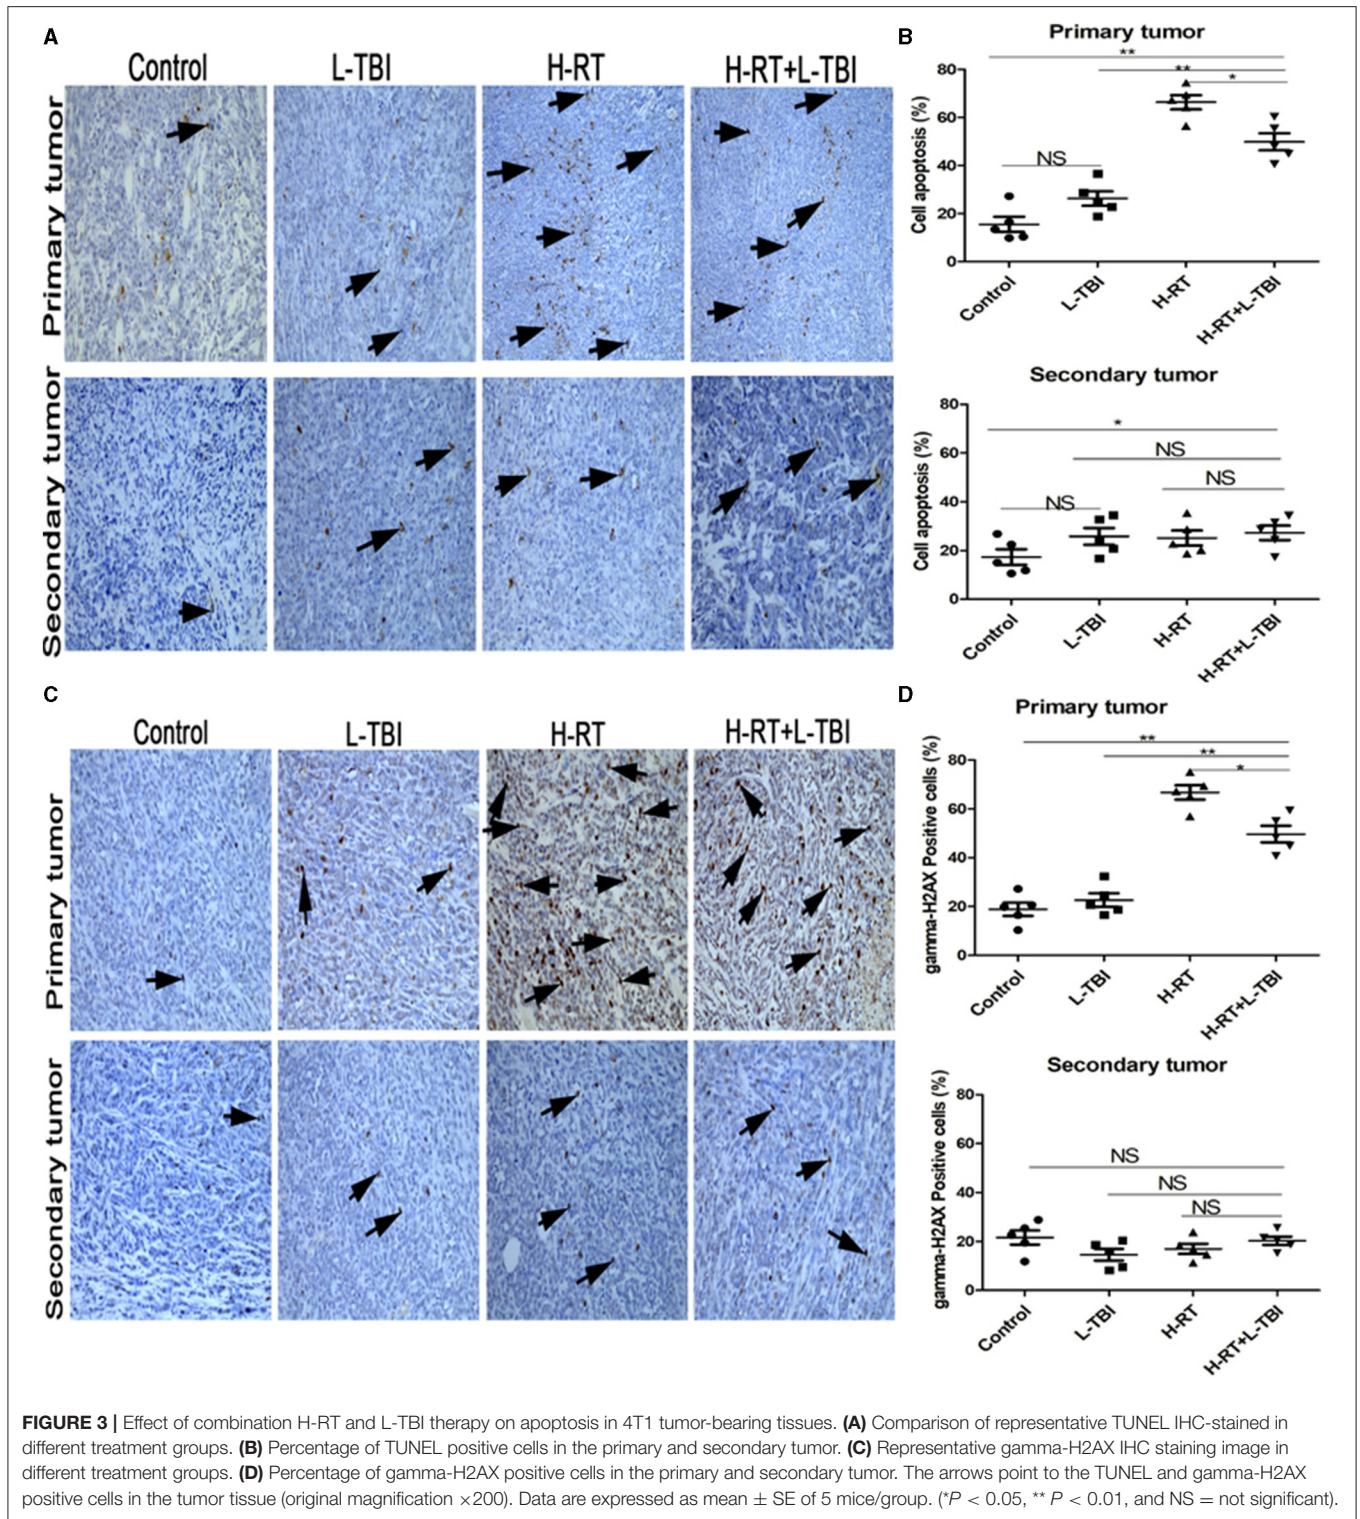 A
Control
L-TBI
H-RT
H-RT+L-TBI
Primary tumor
Secondary tumor
B
Primary tumor
**
**
*
NS
Cell apoptosis (%)
80
60
40
20
0
Control
L-TBI
H-RT
H-RT+L-TBI
Secondary tumor
*
NS
NS
NS
Cell apoptosis (%)
80
60
40
20
0
Control
L-TBI
H-RT
H-RT+L-TBI
C
Control
L-TBI
H-RT
H-RT+L-TBI
Primary tumor
Secondary tumor
D
Primary tumor
**
**
*
gamma-H2AX Positive cells (%)
80
60
40
20
0
Control
L-TBI
H-RT
H-RT+L-TBI
Secondary tumor
NS
NS
NS
gamma-H2AX Positive cells (%)
80
60
40
20
0
Control
L-TBI
H-RT
H-RT+L-TBI
FIGURE 3 | Effect of combination H-RT and L-TBI therapy on apoptosis in 4T1 tumor-bearing tissues. (A) Comparison of representative TUNEL IHC-stained in
different treatment groups. (B) Percentage of TUNEL positive cells in the primary and secondary tumor. (C) Representative gamma-H2AX IHC staining image in
different treatment groups. (D) Percentage of gamma-H2AX positive cells in the primary and secondary tumor. The arrows point to the TUNEL and gamma-H2AX
positive cells in the tumor tissue (original magnification ×200). Data are expressed as mean ± SE of 5 mice/group. (*P < 0.05, ** P < 0.01, and NS = not significant).